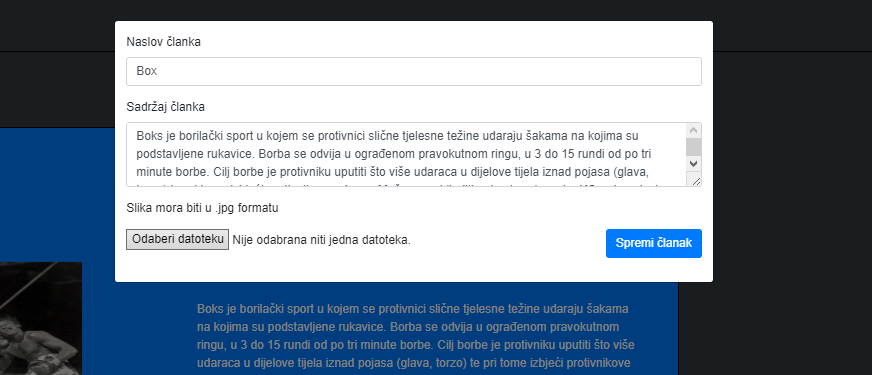 Naslov članka
Box
Sadržaj članka
Boks je borilački sport u kojem se protivnici slične tjelesne težine udaraju šakama na kojima su
podstavljene rukavice. Borba se odvija u ograđenom pravokutnom ringu, u 3 do 15 rundi od po tri
minute borbe. Cilj borbe je protivniku uputiti što više udaraca u dijelove tijela iznad pojasa (glava,
Slika mora biti u .jpg formatu
Odaberi datoteku Nije odabrana niti jedna datoteka.
Spremi članak
Boks je borilački sport u kojem se protivnici slične tjelesne težine udaraju šakama
na kojima su podstavljene rukavice. Borba se odvija u ograđenom pravokutnom
ringu, u 3 do 15 rundi od po tri minute borbe. Cilj borbe je protivniku uputiti što više
udaraca u dijelove tijela iznad pojasa (glava, torzo) te pri tome izbjeći protivnikove